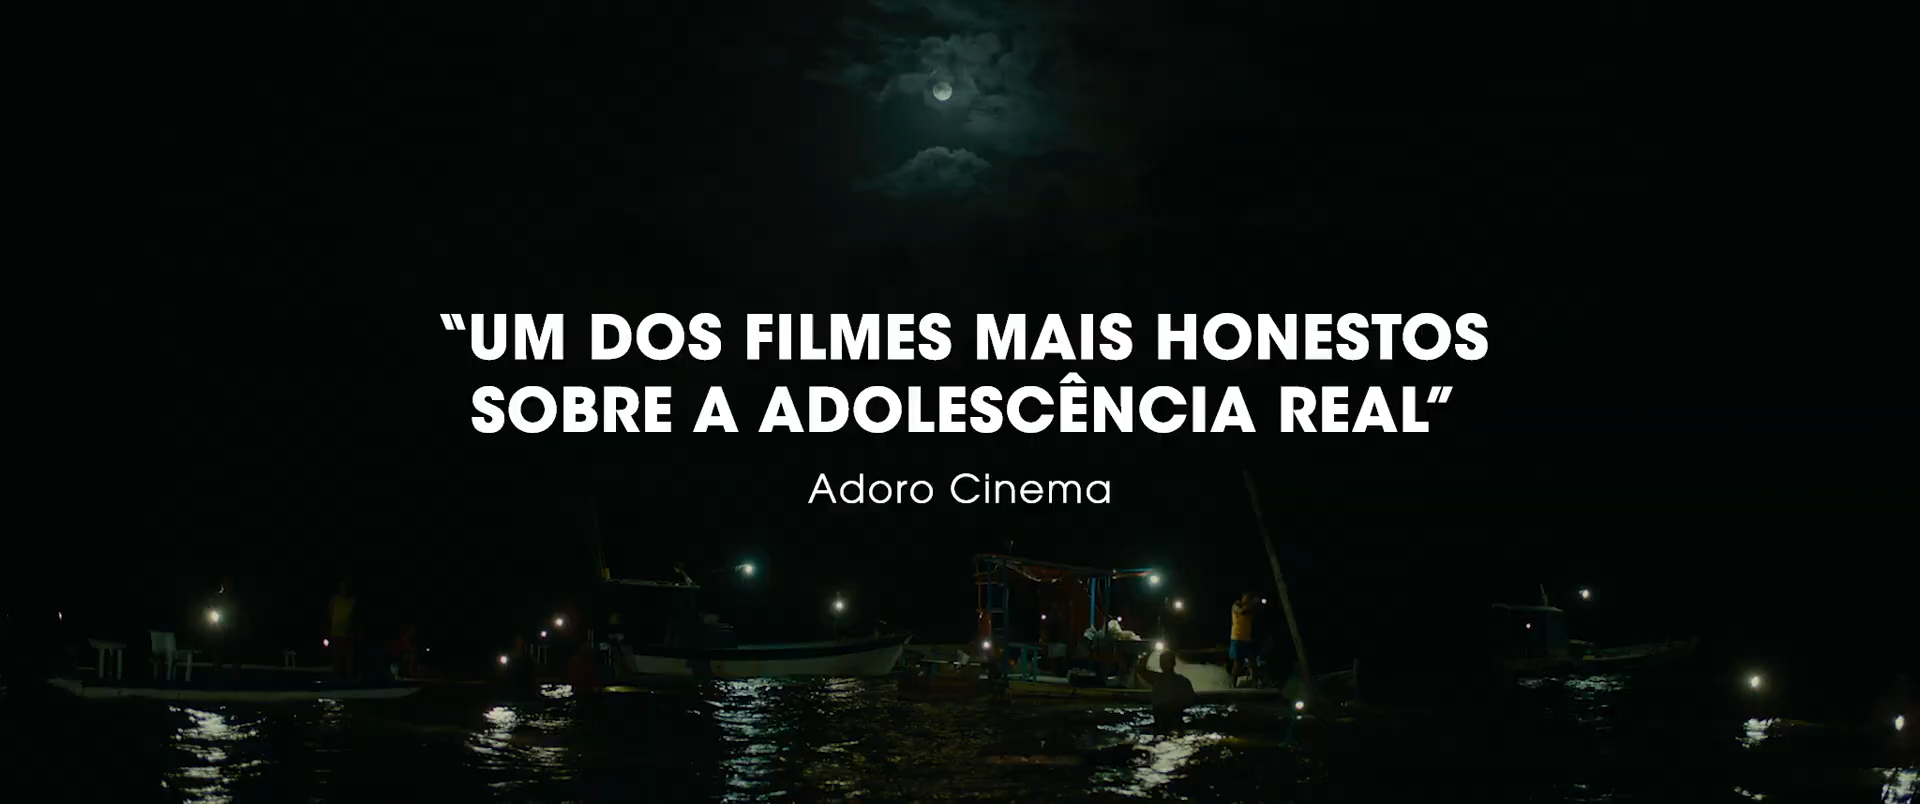 “UM DOS FILMES MAIS HONESTOS
SOBRE A ADOLESCÊNCIA REAL”
Adoro Cinema